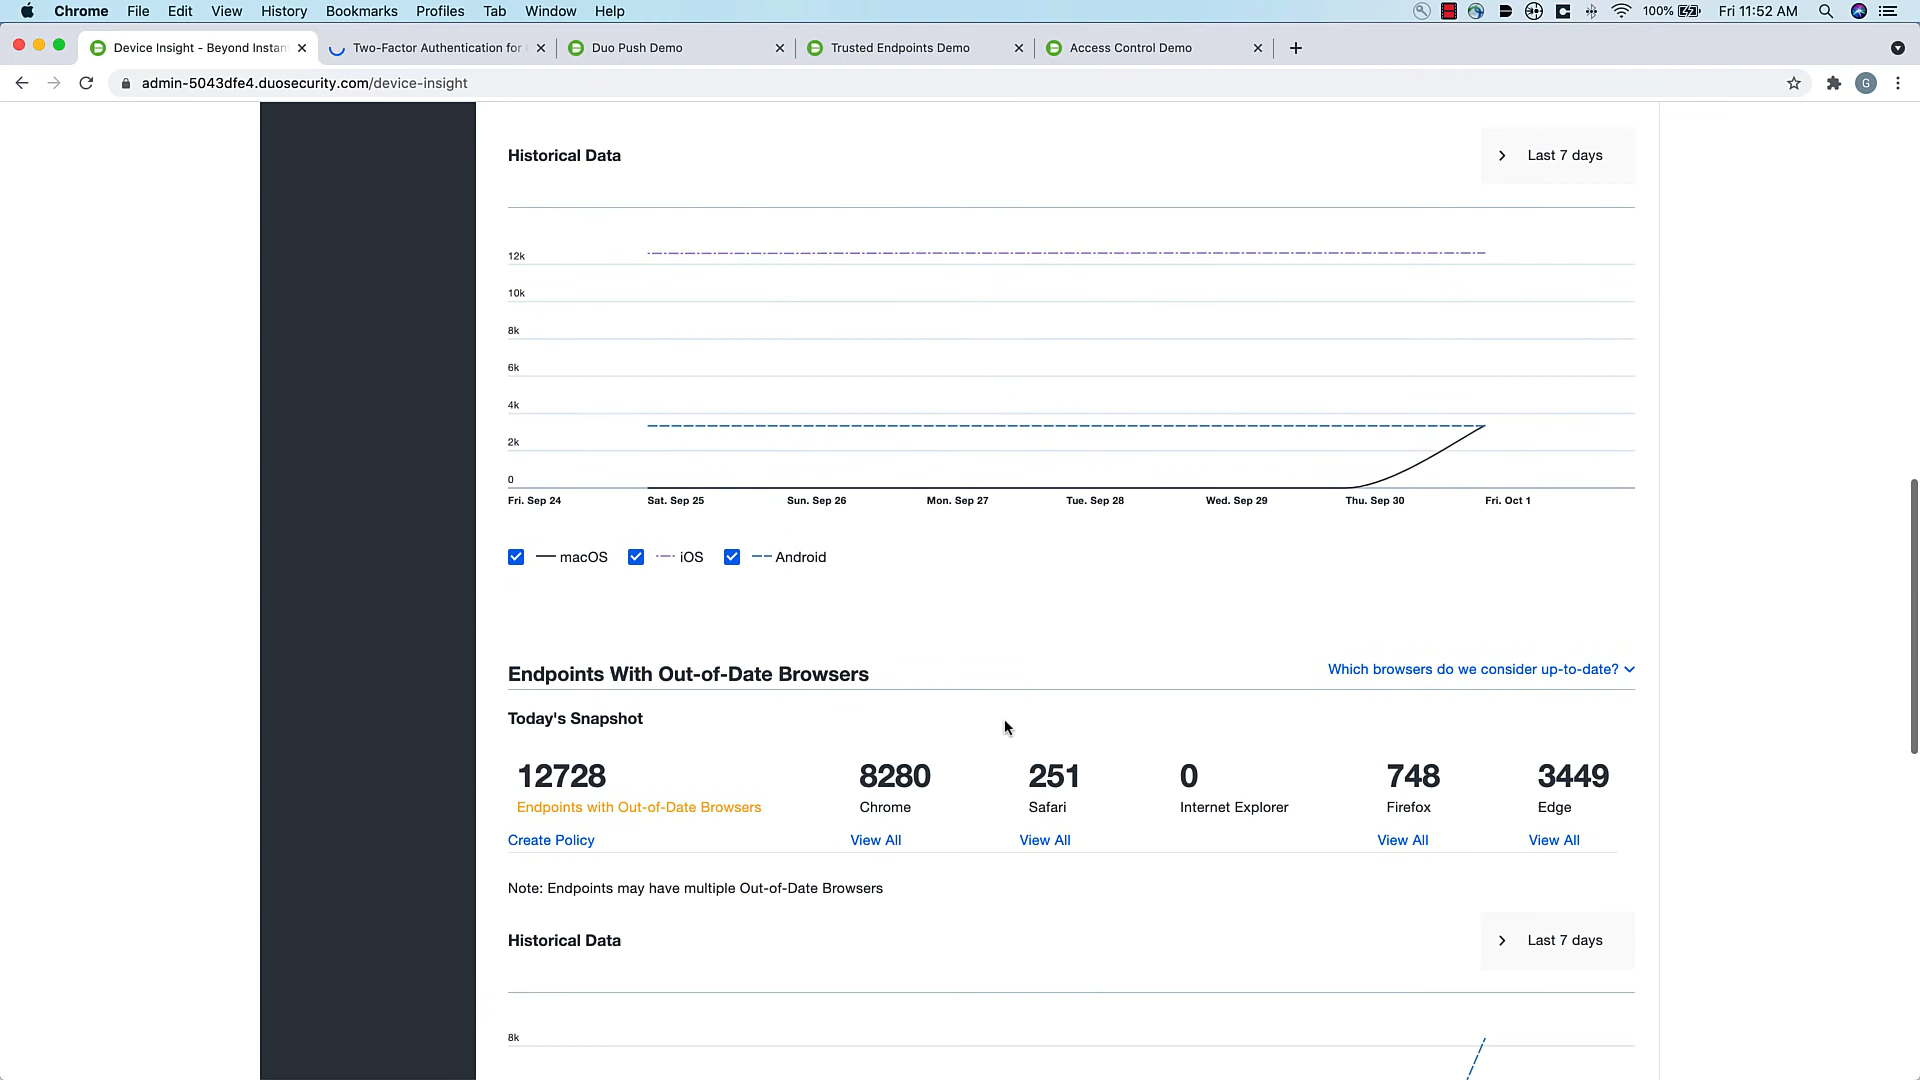 Chrome File Edit View History Bookmarks Profiles Tab Window Help 100% Fri 11:52 AM
Device Insight - Beyond Instan Two-Factor Authentication for Duo Push Demo Trusted Endpoints Demo Access Control Demo
admin-5043dfe4.duosecurity.com/device-insight G
Historical Data Last 7 days
12k
10k
8k
6k
4k
2k
0
Fri. Sep 24 Sat. Sep 25 Sun. Sep 26 Mon. Sep 27 Tue. Sep 28 Wed. Sep 29 Thu. Sep 30 Fri. Oct 1
macOS iOS Android
Endpoints With Out-of-Date Browsers Which browsers do we consider up-to-date?
Today's Snapshot
12728 8280 251 0 748 3449
Endpoints with Out-of-Date Browsers Chrome Safari Internet Explorer Firefox Edge
Create Policy View All View All View All View All
Note: Endpoints may have multiple Out-of-Date Browsers
Historical Data Last 7 days
8k